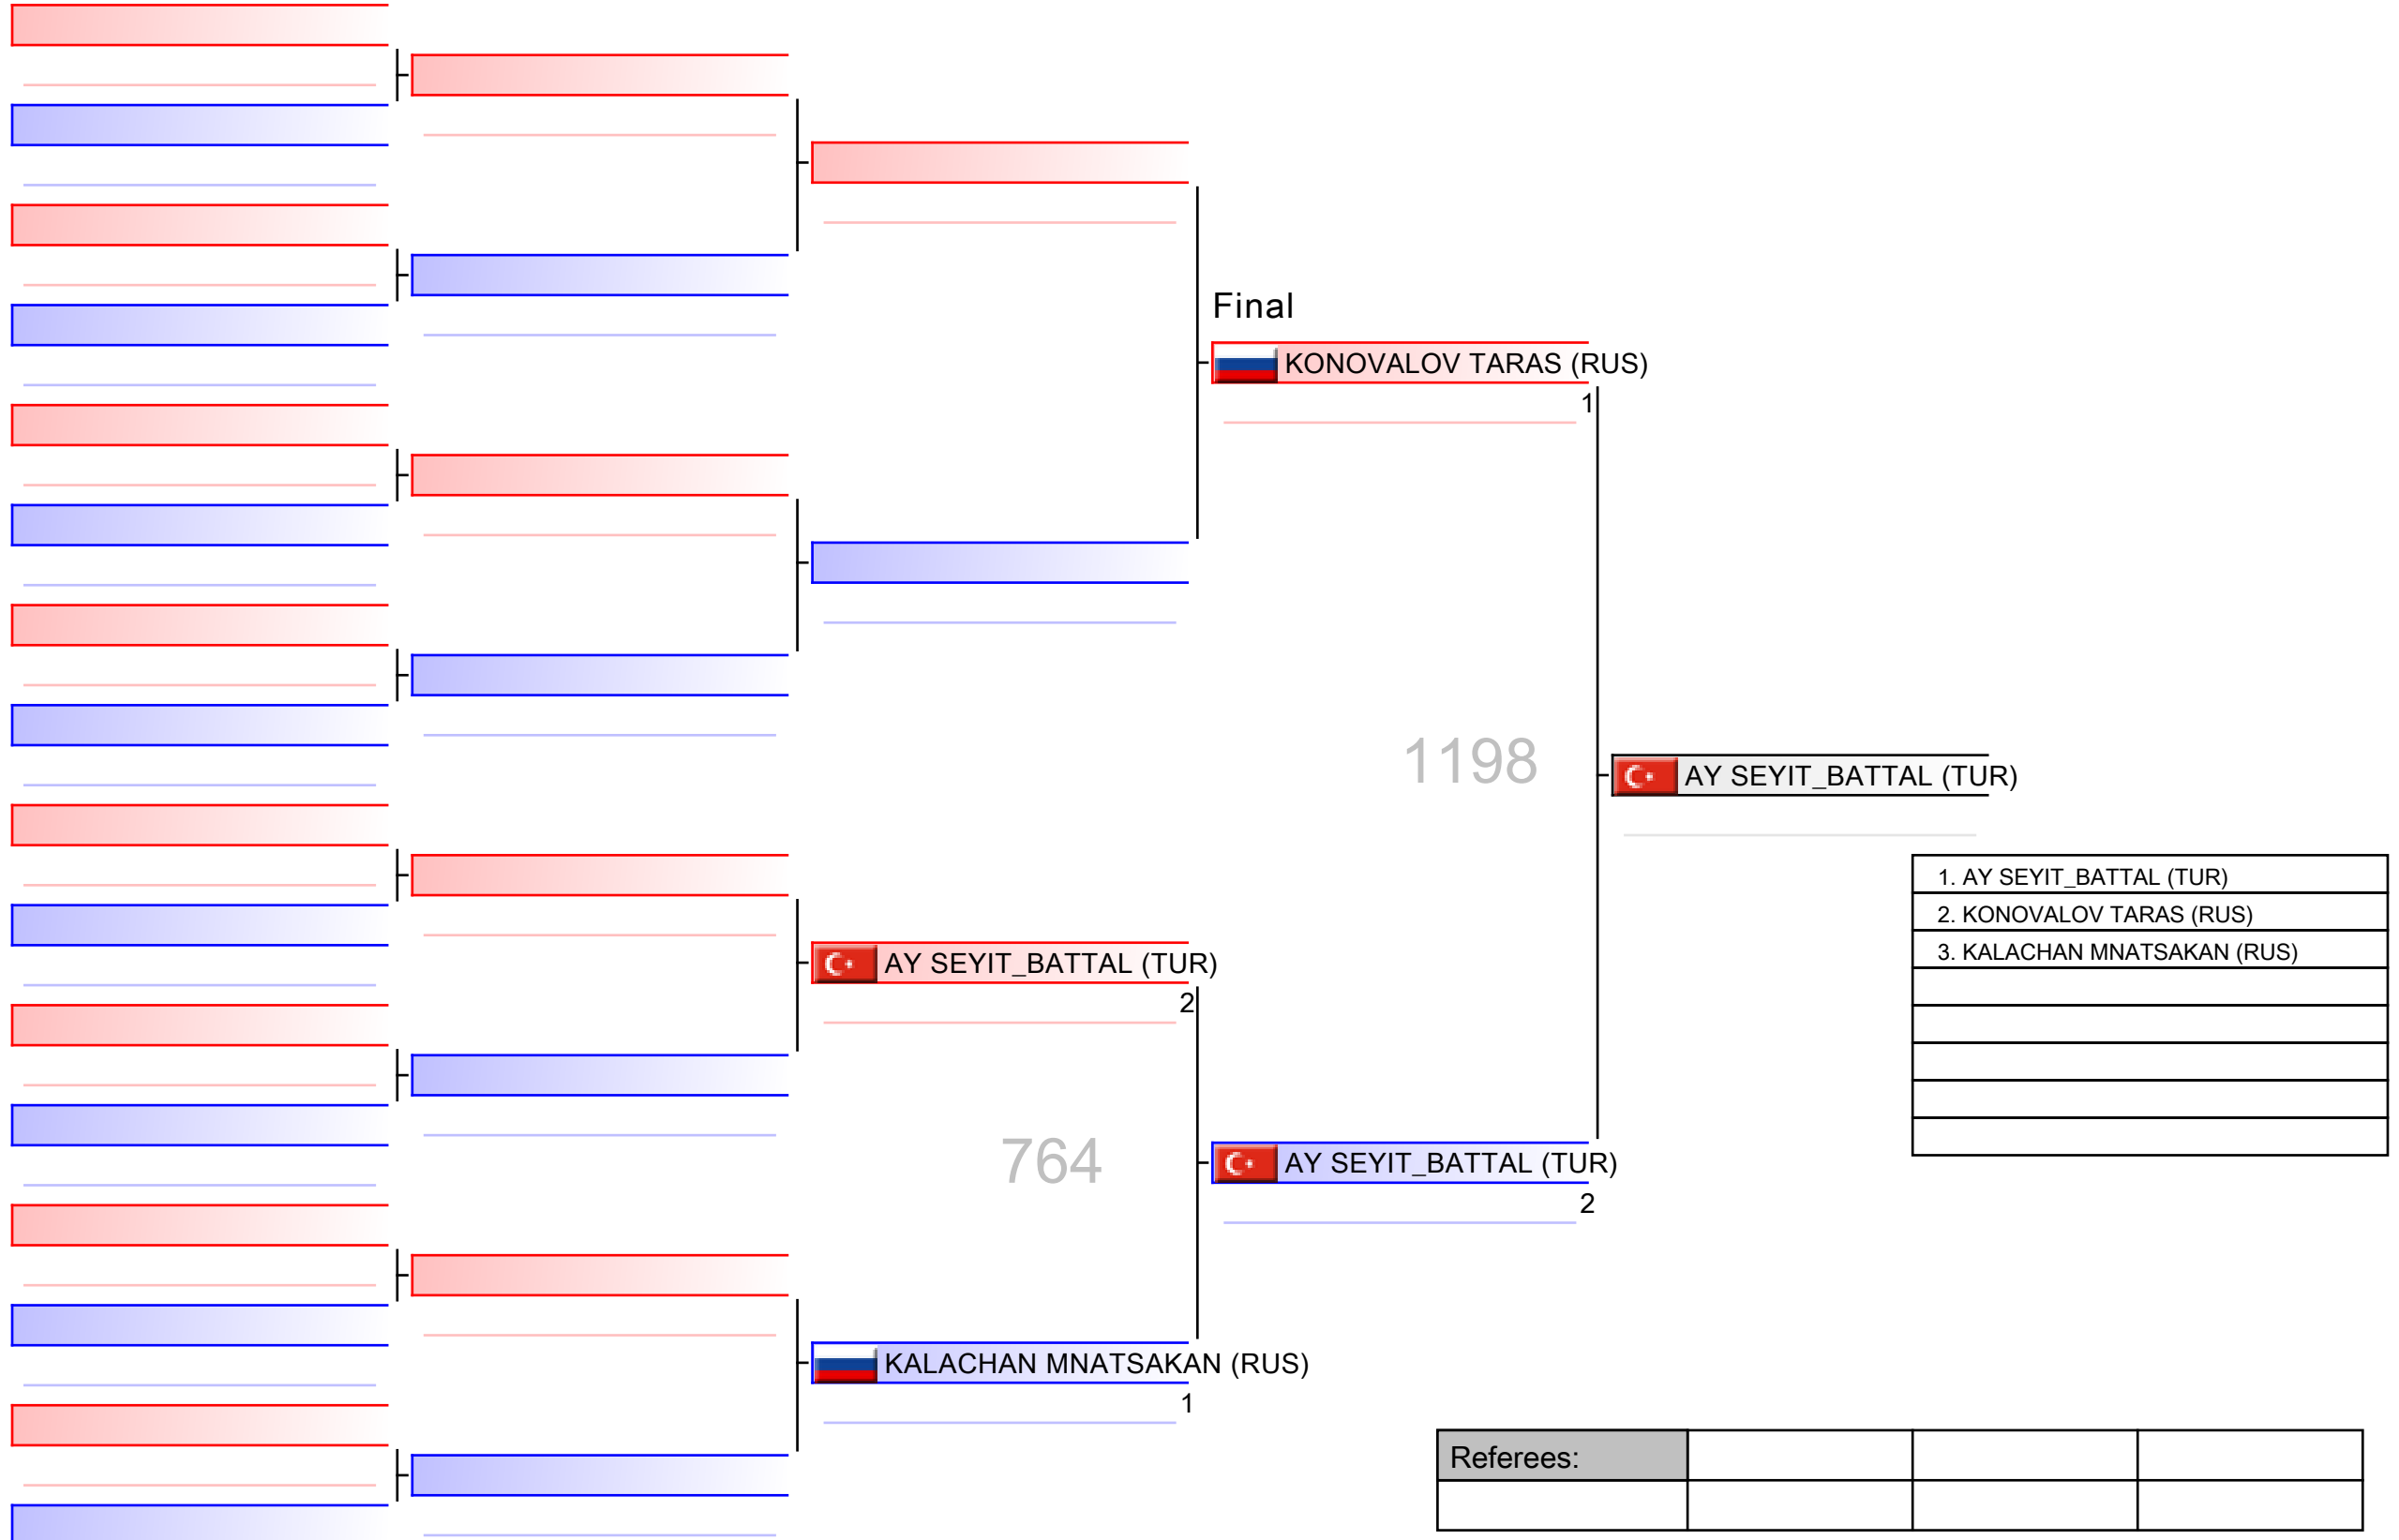 Final
KONOVALOV TARAS (RUS)
1
1198
AY SEYIT_BATTAL (TUR)
1. AY SEYIT_BATTAL (TUR)
2. KONOVALOV TARAS (RUS)
3. KALACHAN MNATSAKAN (RUS)
AY SEYIT_BATTAL (TUR)
2
764
AY SEYIT_BATTAL (TUR)
2
KALACHAN MNATSAKAN (RUS)
1
Referees: